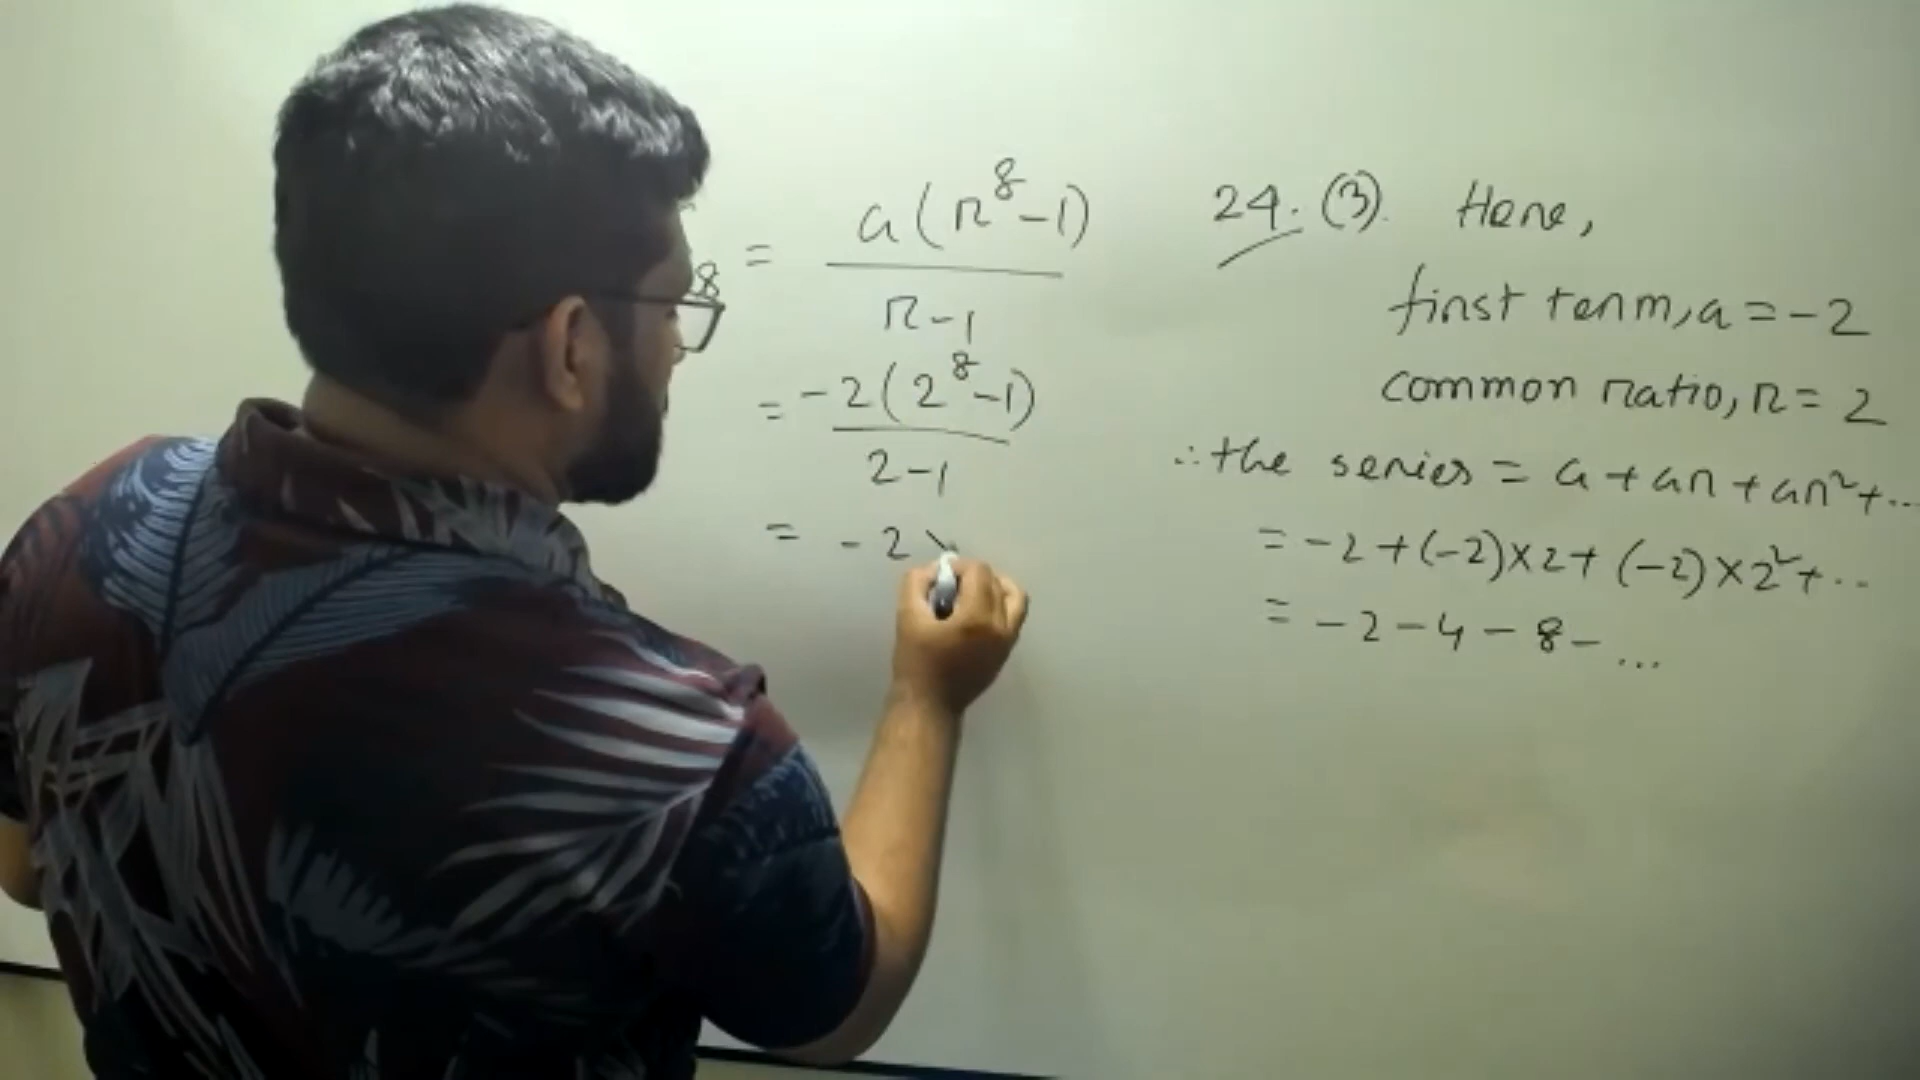 8 = a(r⁸-1)
r-1
= -2(2⁸-1)
2-1
= -2
24. (3). Here,
first term, a = -2
common ratio, r = 2
∴ the series = a + ar + ar² + ...
= -2 + (-2)×2 + (-2)×2² + ...
= -2 - 4 - 8 - ...